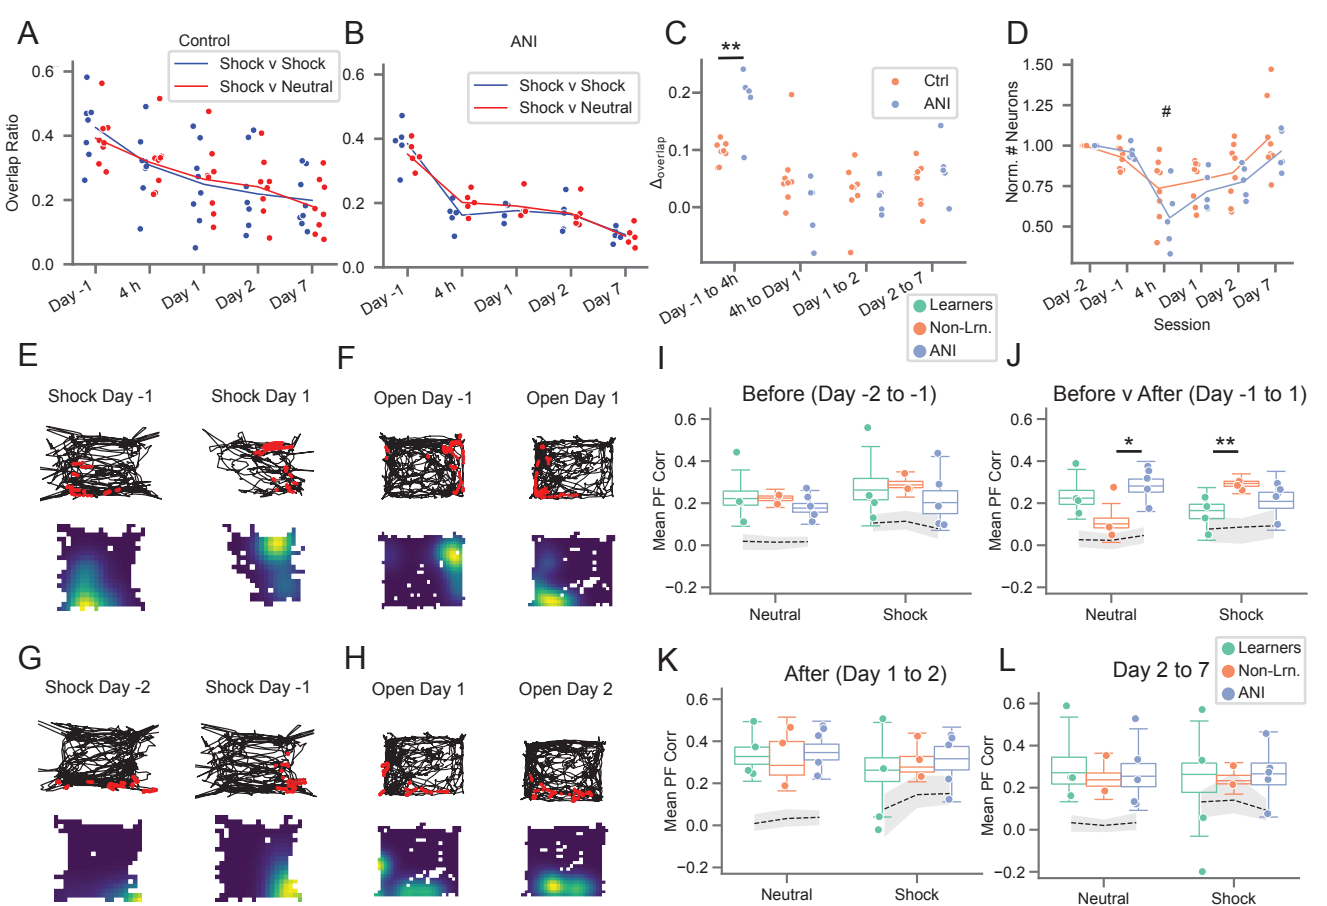 A
Control
Shock v Shock
Shock v Neutral
Overlap Ratio
0.6
0.4
0.2
0.0
Day -1
4 h
Day 1
Day 2
Day 7
B
ANI
Shock v Shock
Shock v Neutral
0.6
0.4
0.2
0.0
Day -1
4 h
Day 1
Day 2
Day 7
C
**
Ctrl
ANI
Δoverlap
0.2
0.1
0.0
Day -1 to 4h
4h to Day 1
Day 1 to 2
Day 2 to 7
D
#
Norm. # Neurons
1.50
1.25
1.00
0.75
0.50
Day -2
Day -1
4 h
Day 1
Day 2
Day 7
Session
Learners
Non-Lrn.
ANI
E
Shock Day -1
Shock Day 1
F
Open Day -1
Open Day 1
G
Shock Day -2
Shock Day -1
H
Open Day 1
Open Day 2
I
Before (Day -2 to -1)
Mean PF Corr
0.6
0.4
0.2
0.0
−0.2
Neutral
Shock
J
Before v After (Day -1 to 1)
*
**
Mean PF Corr
0.6
0.4
0.2
0.0
−0.2
Neutral
Shock
K
After (Day 1 to 2)
Mean PF Corr
0.6
0.4
0.2
0.0
−0.2
Neutral
Shock
L
Day 2 to 7
Learners
Non-Lrn.
ANI
Mean PF Corr
0.6
0.4
0.2
0.0
−0.2
Neutral
Shock